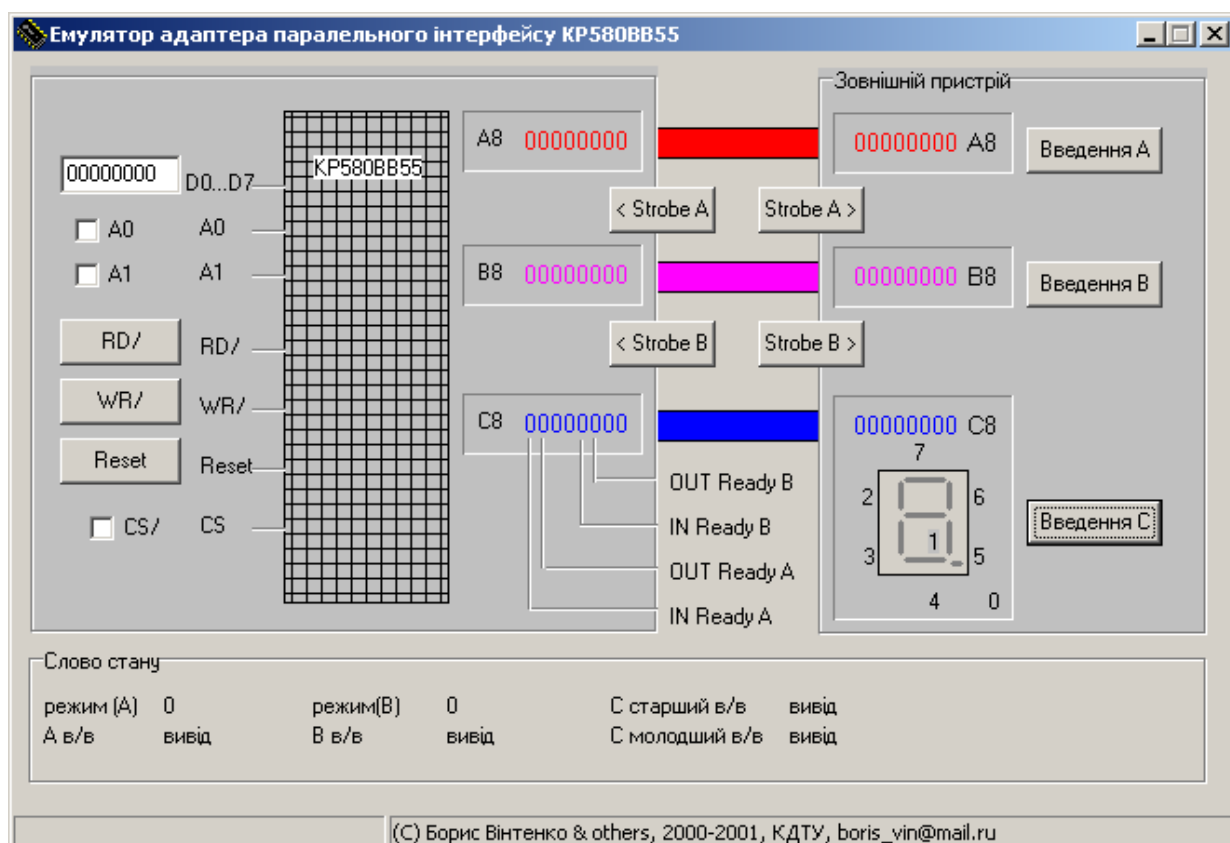 Емулятор адаптера паралельного інтерфейсу КР580ВВ55
Зовнішній пристрій
00000000 D0...D7
КР580ВВ55
A8 00000000
00000000 A8
Введення А
< Strobe A
Strobe A >
A0 A0
A1 A1
B8 00000000
00000000 B8
Введення В
< Strobe B
Strobe B >
RD/ RD/
WR/ WR/
Reset Reset
CS/ CS
C8 00000000
00000000 C8
7
2 6
1
3 5
4 0
Введення С
OUT Ready B
IN Ready B
OUT Ready A
IN Ready A
Слово стану
режим (А) 0 режим(В) 0 С старший в/в вивід
А в/в вивід В в/в вивід С молодший в/в вивід
(C) Борис Вінтенко & others, 2000-2001, КДТУ, boris_vin@mail.ru